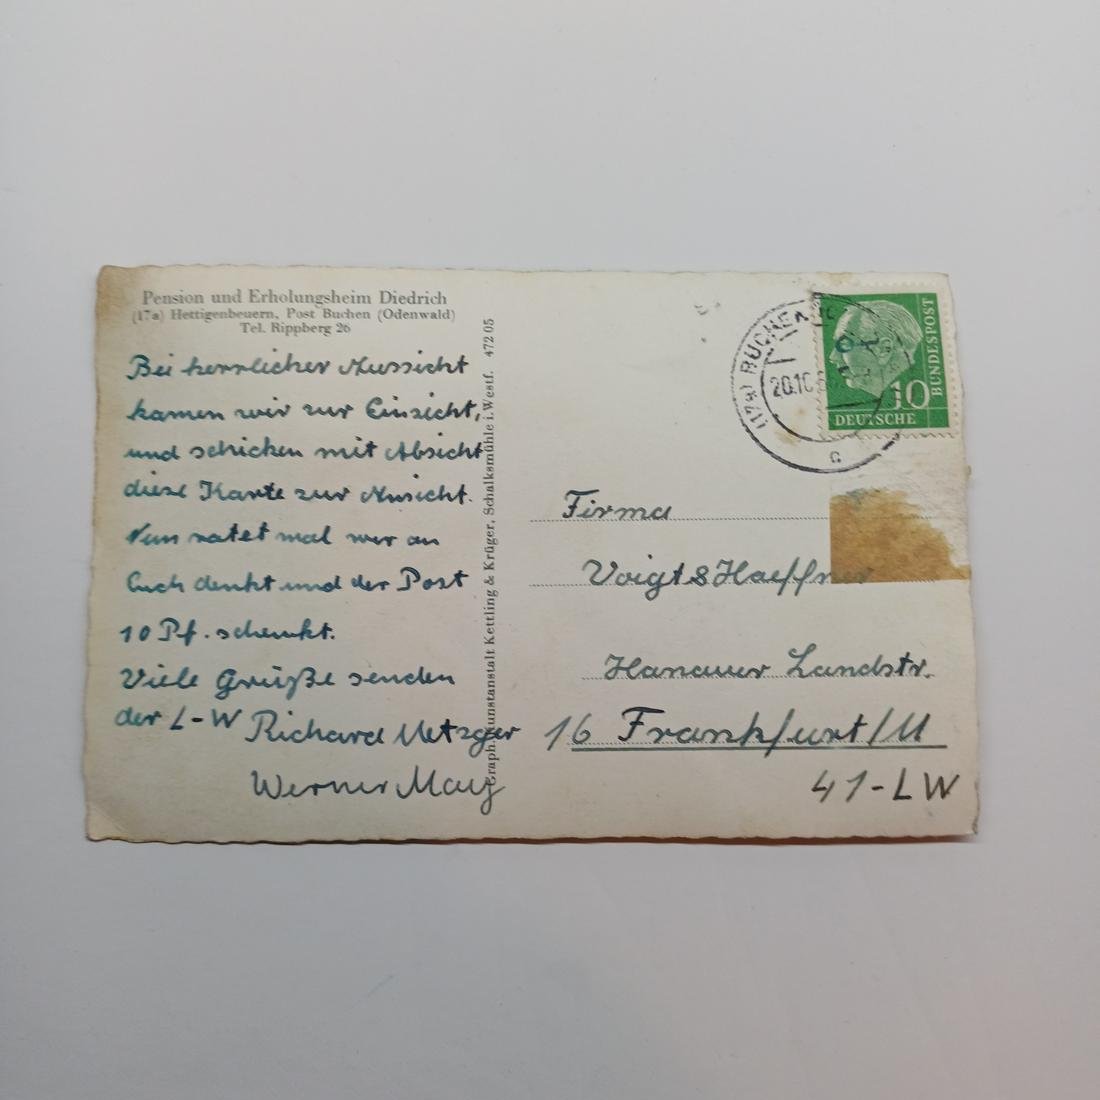 Pension und Erholungsheim Diedrich
(17a) Hettigenbeuern, Post Buchen (Odenwald)
Tel. Rippberg 26
Bei herrlicher Aussicht
kamen wir zur Einsicht,
und schicken mit Absicht
diese Karte zur Ansicht.
Nun ratet mal wer an
Euch denkt und der Post
10 Pf. schenkt.
Viele Grüße senden
der L-W Richard Metzger
Werner May
Graph. Kunstanstalt Kettling & Krüger, Schalksmühle i. Westf. 472 05
(17a) BUCHEN
20.10
c
10
DEUTSCHE
BUNDESPOST
Firma
Voigt & Haeffner
Hanauer Landstr.
16 Frankfurt/M
41-LW